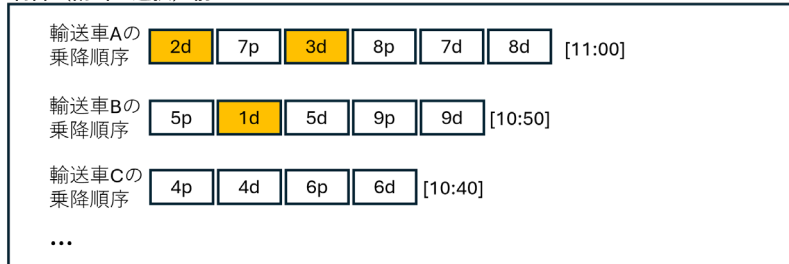 輸送車Aの
乗降順序
2d 7p 3d 8p 7d 8d [11:00]
輸送車Bの
乗降順序
5p 1d 5d 9p 9d [10:50]
輸送車Cの
乗降順序
4p 4d 6p 6d [10:40]
...